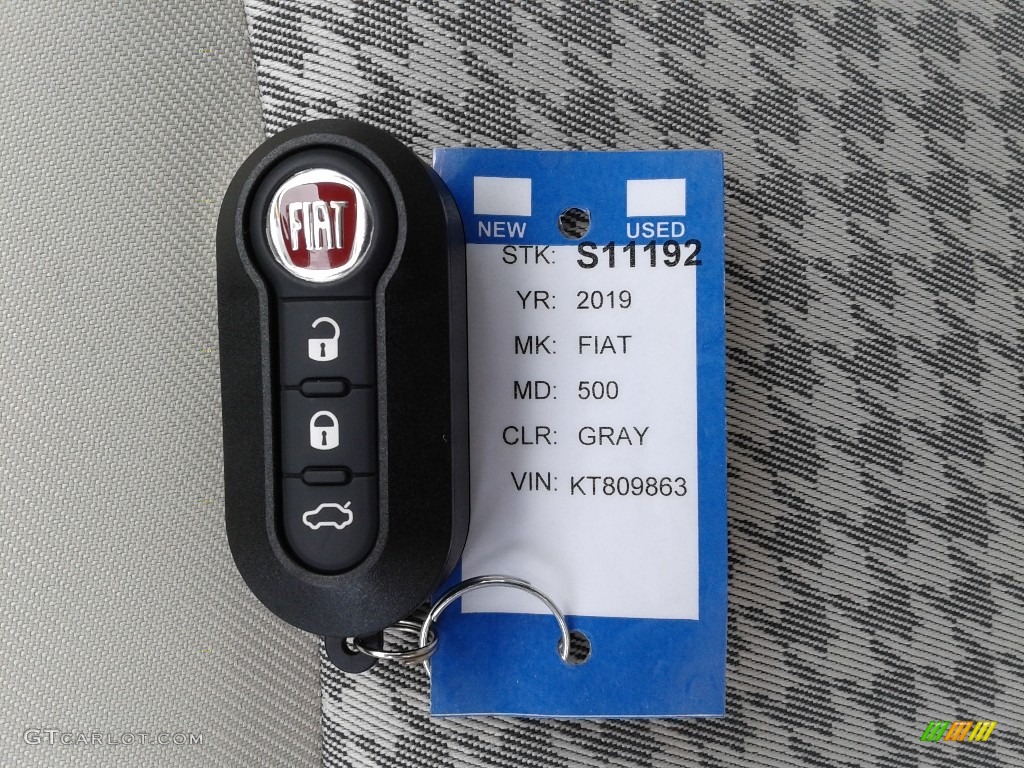 FIAT
NEW USED
STK: S11192
YR: 2019
MK: FIAT
MD: 500
CLR: GRAY
VIN: KT809863
GTCARLOT.COM